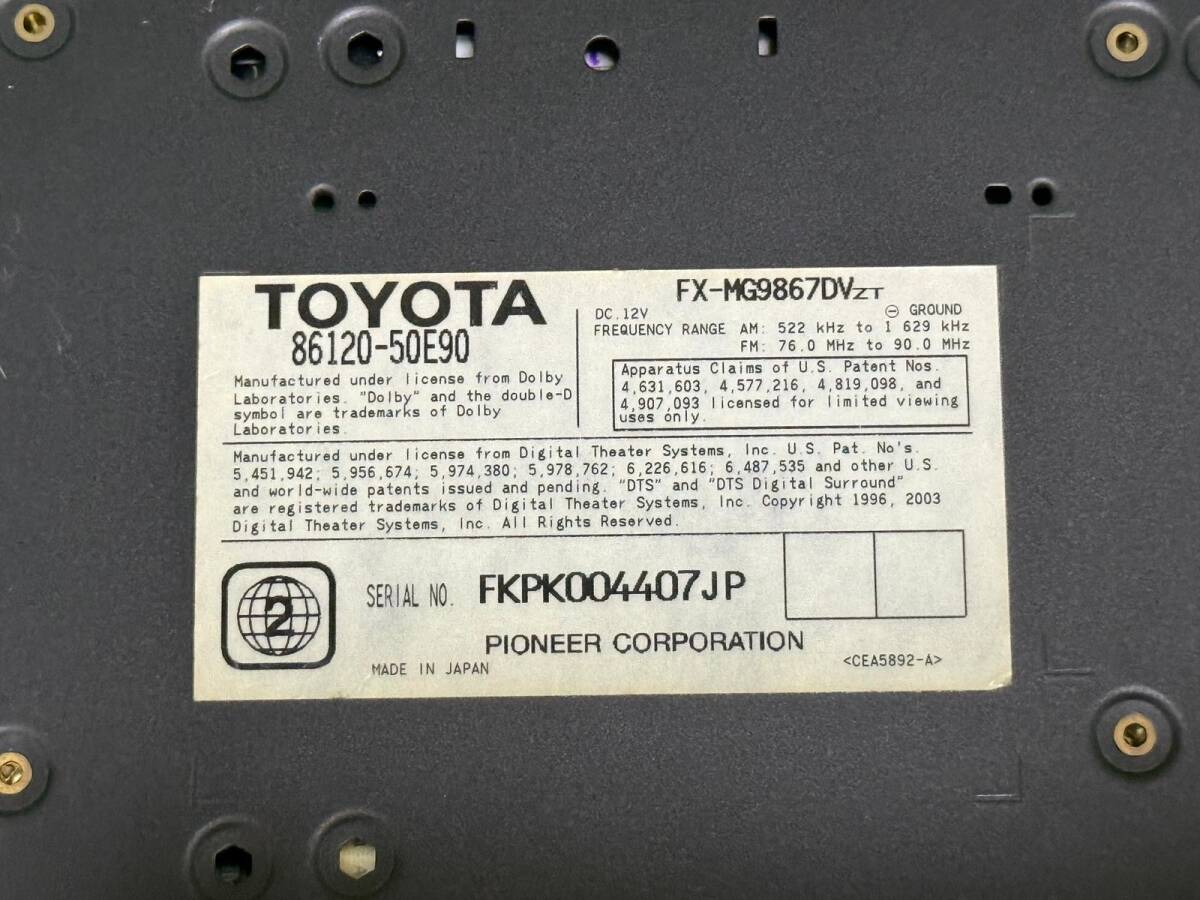 TOYOTA
86120-50E90
Manufactured under license from Dolby
Laboratories. "Dolby" and the double-D
symbol are trademarks of Dolby
Laboratories.
FX-MG9867DVZT
DC.12V ⊖ GROUND
FREQUENCY RANGE AM: 522 kHz to 1 629 kHz
FM: 76.0 MHz to 90.0 MHz
Apparatus Claims of U.S. Patent Nos.
4,631,603, 4,577,216, 4,819,098, and
4,907,093 licensed for limited viewing
uses only.
Manufactured under license from Digital Theater Systems, Inc. U.S. Pat. No's.
5,451,942; 5,956,674; 5,974,380; 5,978,762; 6,226,616; 6,487,535 and other U.S.
and world-wide patents issued and pending. "DTS" and "DTS Digital Surround"
are registered trademarks of Digital Theater Systems, Inc. Copyright 1996, 2003
Digital Theater Systems, Inc. All Rights Reserved.
2
SERIAL NO. FKPK004407JP
PIONEER CORPORATION
MADE IN JAPAN
<CEA5892-A>